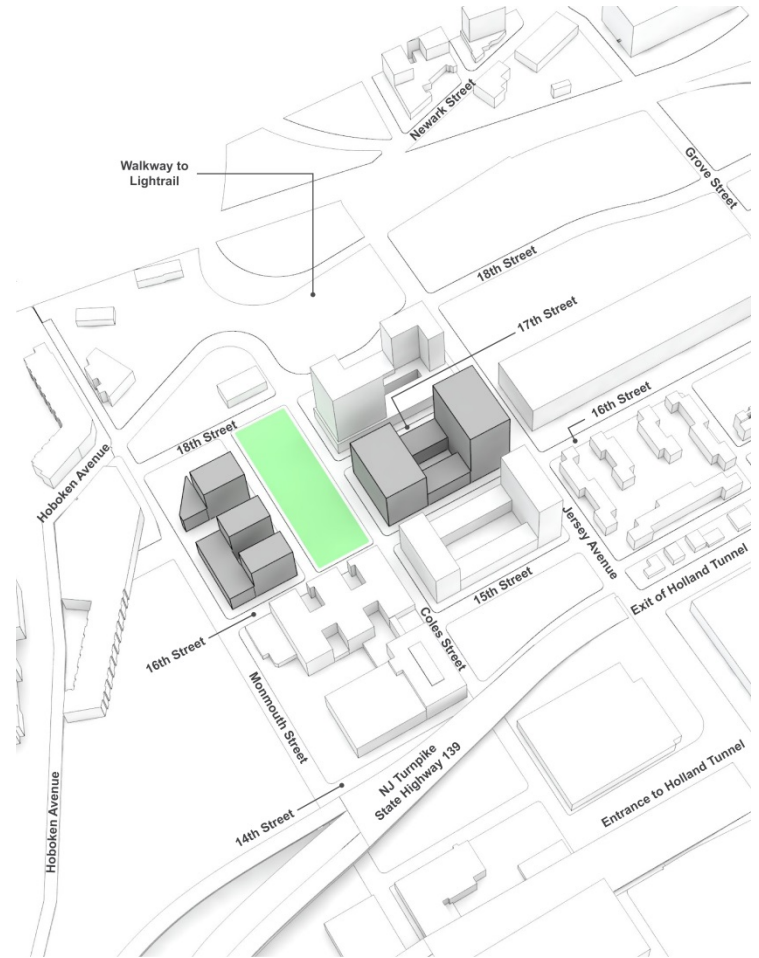 Newark Street
Walkway to
Lightrail
Grove Street
18th Street
17th Street
16th Street
18th Street
Hoboken Avenue
Jersey Avenue
15th Street
Exit of Holland Tunnel
Coles Street
16th Street
Monmouth Street
NJ Turnpike
State Highway 139
Entrance to Holland Tunnel
14th Street
Hoboken Avenue